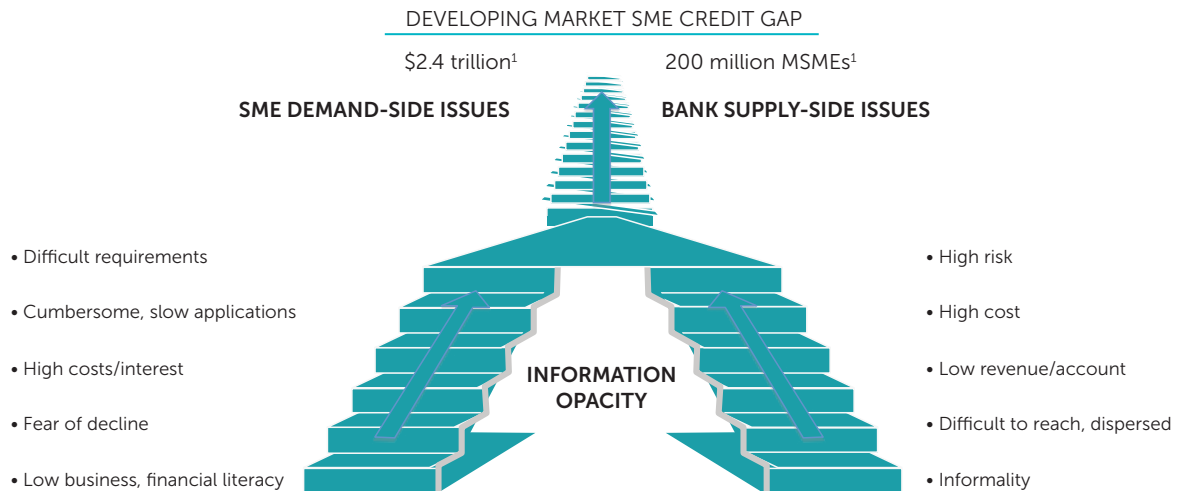 DEVELOPING MARKET SME CREDIT GAP
$2.4 trillion¹
200 million MSMEs¹
SME DEMAND-SIDE ISSUES
BANK SUPPLY-SIDE ISSUES
• Difficult requirements
• Cumbersome, slow applications
• High costs/interest
• Fear of decline
• Low business, financial literacy
INFORMATION
OPACITY
• High risk
• High cost
• Low revenue/account
• Difficult to reach, dispersed
• Informality